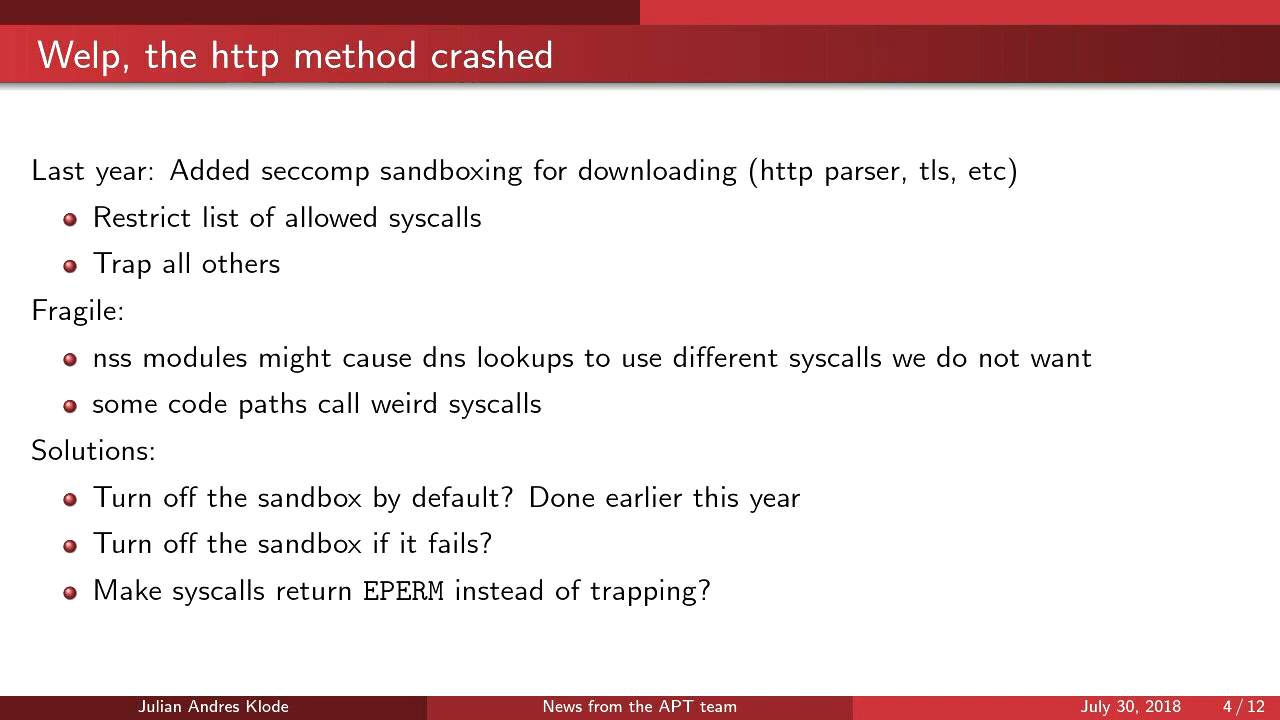 Welp, the http method crashed
Last year: Added seccomp sandboxing for downloading (http parser, tls, etc)
Restrict list of allowed syscalls
Trap all others
Fragile:
nss modules might cause dns lookups to use different syscalls we do not want
some code paths call weird syscalls
Solutions:
Turn off the sandbox by default? Done earlier this year
Turn off the sandbox if it fails?
Make syscalls return EPERM instead of trapping?
Julian Andres Klode News from the APT team July 30, 2018 4 / 12